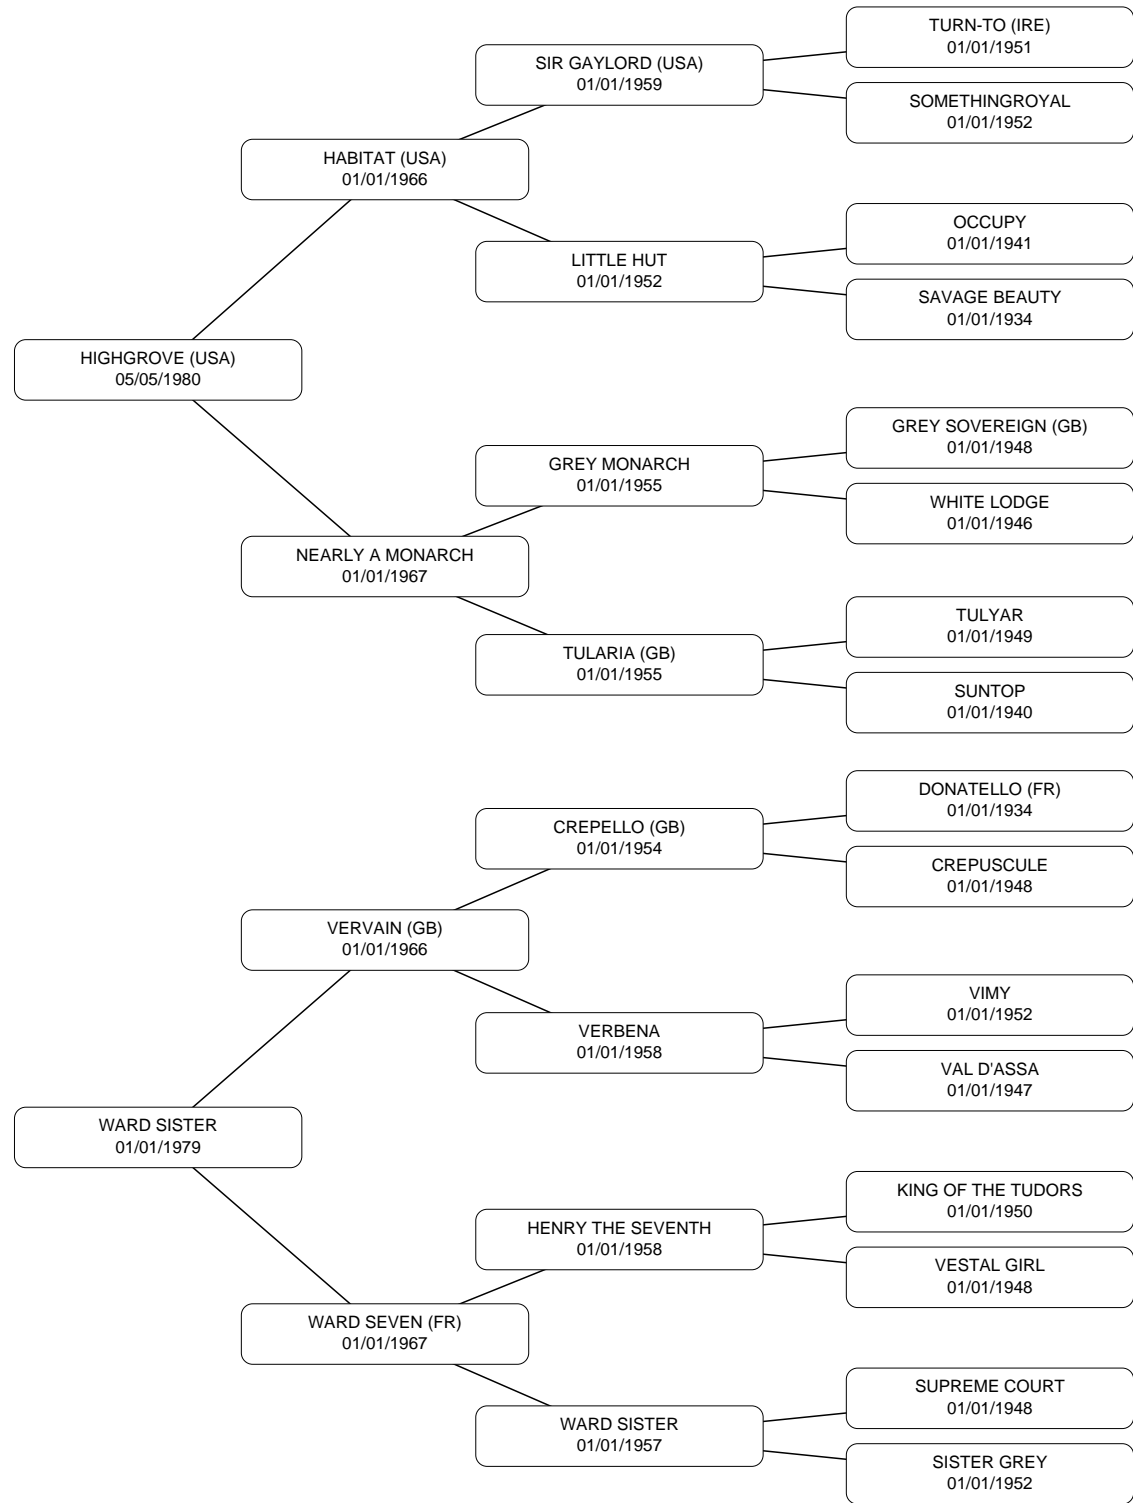 TURN-TO (IRE)
01/01/1951
SIR GAYLORD (USA)
01/01/1959
SOMETHINGROYAL
01/01/1952
HABITAT (USA)
01/01/1966
OCCUPY
01/01/1941
LITTLE HUT
01/01/1952
SAVAGE BEAUTY
01/01/1934
HIGHGROVE (USA)
05/05/1980
GREY SOVEREIGN (GB)
01/01/1948
GREY MONARCH
01/01/1955
WHITE LODGE
01/01/1946
NEARLY A MONARCH
01/01/1967
TULYAR
01/01/1949
TULARIA (GB)
01/01/1955
SUNTOP
01/01/1940
DONATELLO (FR)
01/01/1934
CREPELLO (GB)
01/01/1954
CREPUSCULE
01/01/1948
VERVAIN (GB)
01/01/1966
VIMY
01/01/1952
VERBENA
01/01/1958
VAL D'ASSA
01/01/1947
WARD SISTER
01/01/1979
KING OF THE TUDORS
01/01/1950
HENRY THE SEVENTH
01/01/1958
VESTAL GIRL
01/01/1948
WARD SEVEN (FR)
01/01/1967
SUPREME COURT
01/01/1948
WARD SISTER
01/01/1957
SISTER GREY
01/01/1952